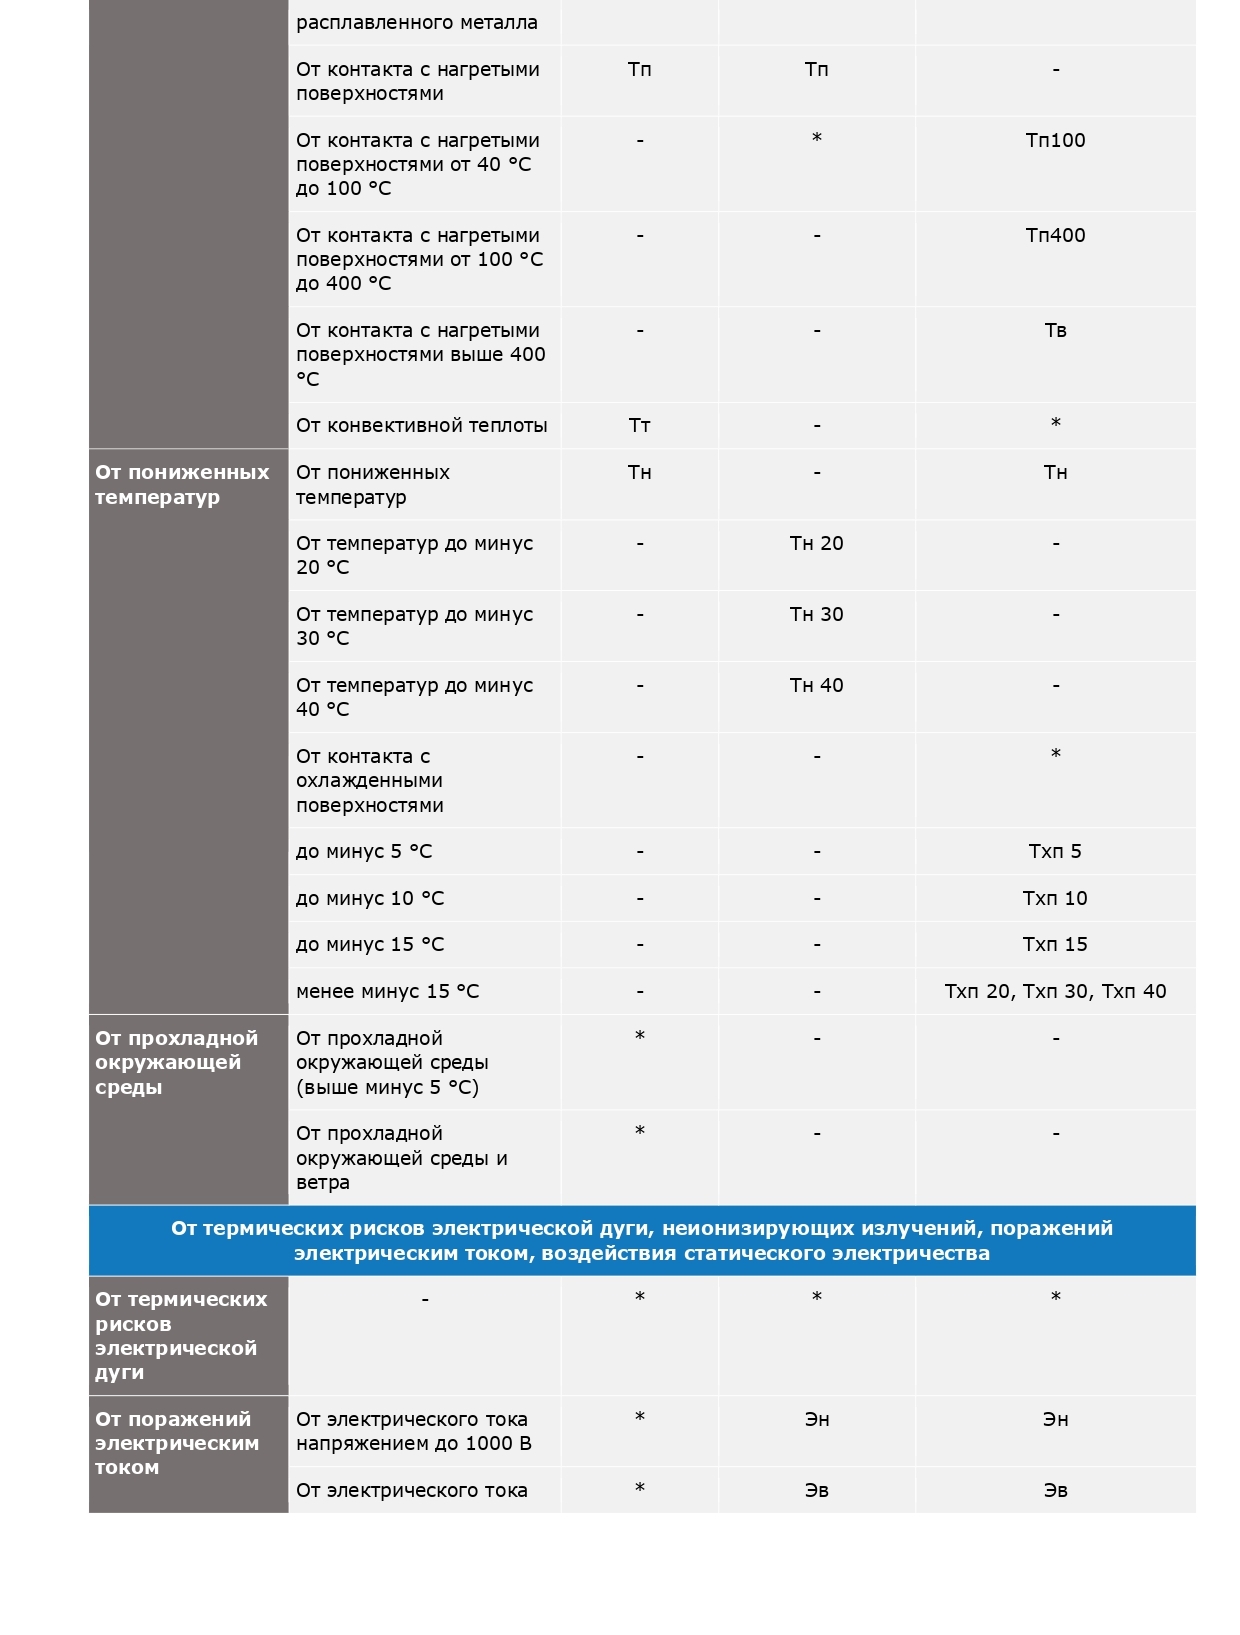 расплавленного металла
От контакта с нагретыми Тп Тп -
поверхностями
От контакта с нагретыми - * Тп100
поверхностями от 40 °С
до 100 °С
От контакта с нагретыми - - Тп400
поверхностями от 100 °С
до 400 °С
От контакта с нагретыми - - Тв
поверхностями выше 400
°С
От конвективной теплоты Тт - *
От пониженных От пониженных Тн - Тн
температур температур
От температур до минус - Тн 20 -
20 °С
От температур до минус - Тн 30 -
30 °С
От температур до минус - Тн 40 -
40 °С
От контакта с - - *
охлажденными
поверхностями
до минус 5 °С - - Тхп 5
до минус 10 °С - - Тхп 10
до минус 15 °С - - Тхп 15
менее минус 15 °С - - Тхп 20, Тхп 30, Тхп 40
От прохладной От прохладной * - -
окружающей окружающей среды
среды (выше минус 5 °С)
От прохладной * - -
окружающей среды и
ветра
От термических рисков электрической дуги, неионизирующих излучений, поражений
электрическим током, воздействия статического электричества
От термических - * * *
рисков
электрической
дуги
От поражений От электрического тока * Эн Эн
электрическим напряжением до 1000 В
током
От электрического тока * Эв Эв